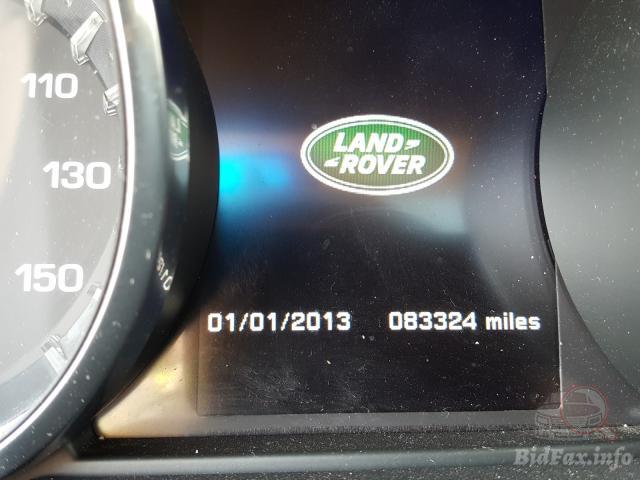 110
130
150
LAND
ROVER
01/01/2013 083324 miles
BidFax.info